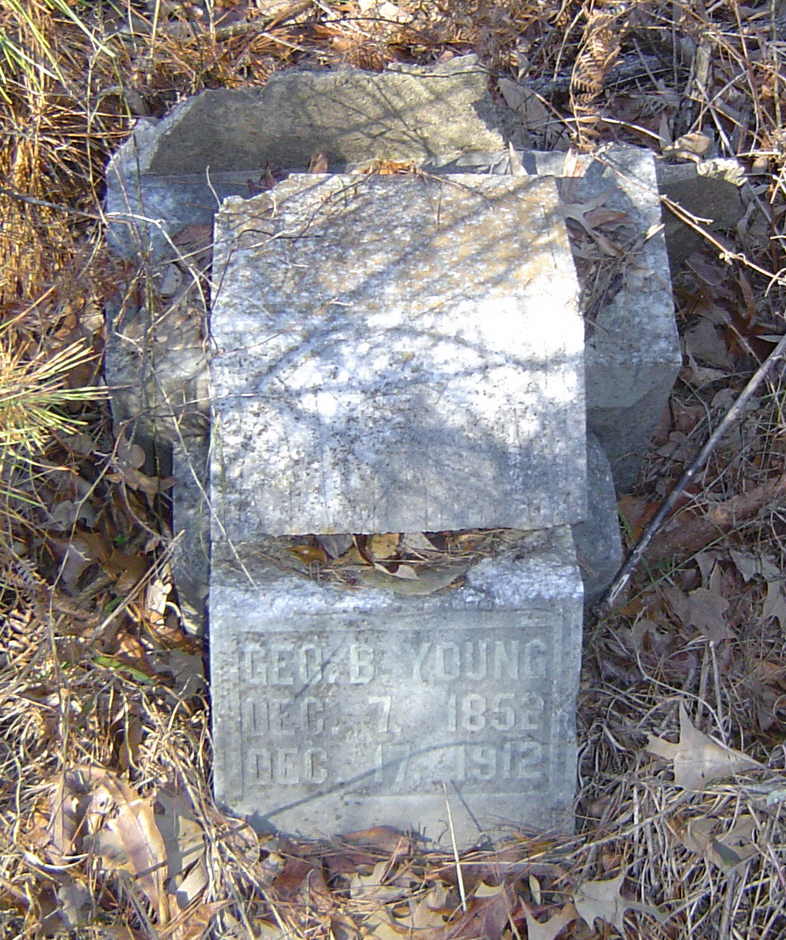 GEO. B. YOUNG
DEC. 7, 1852
DEC. 17, 1912